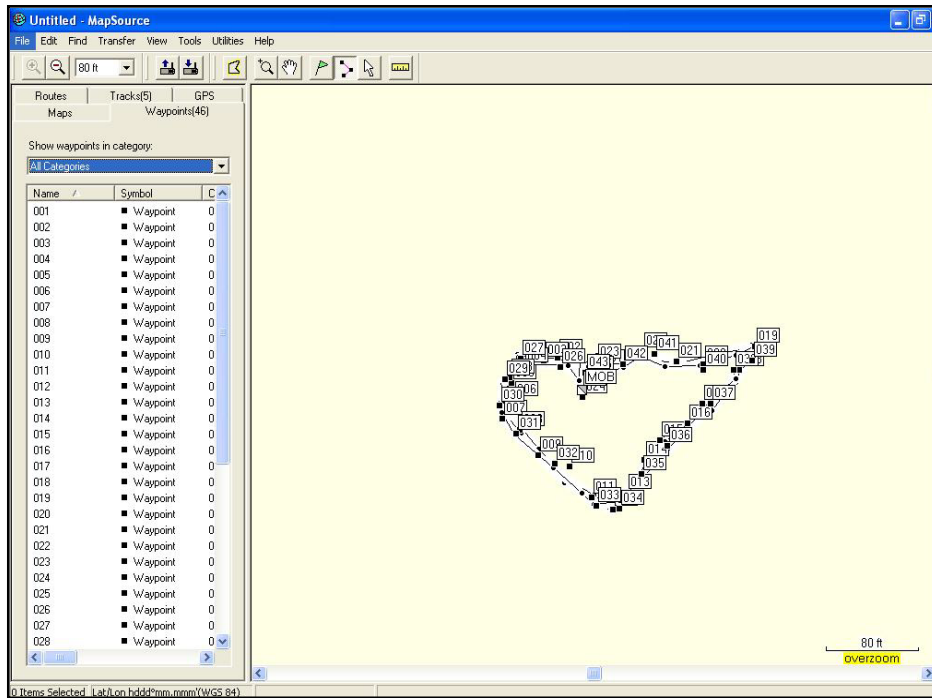 Untitled - MapSource
File Edit Find Transfer View Tools Utilities Help
80 ft
Routes Tracks(5) GPS
Maps Waypoints(46)
Show waypoints in category:
All Categories
Name Symbol C
001 Waypoint 0
002 Waypoint 0
003 Waypoint 0
004 Waypoint 0
005 Waypoint 0
006 Waypoint 0
007 Waypoint 0
008 Waypoint 0
009 Waypoint 0
010 Waypoint 0
011 Waypoint 0
012 Waypoint 0
013 Waypoint 0
014 Waypoint 0
015 Waypoint 0
016 Waypoint 0
017 Waypoint 0
018 Waypoint 0
019 Waypoint 0
020 Waypoint 0
021 Waypoint 0
022 Waypoint 0
023 Waypoint 0
024 Waypoint 0
025 Waypoint 0
026 Waypoint 0
027 Waypoint 0
028 Waypoint 0
019
041
027 023 042 021 039
026 043 040
029 MOB
030 037
007 016
031 036
032 035
013
033 034
80 ft
overzoom
0 Items Selected Lat/Lon hddd°mm.mmm'(WGS 84)